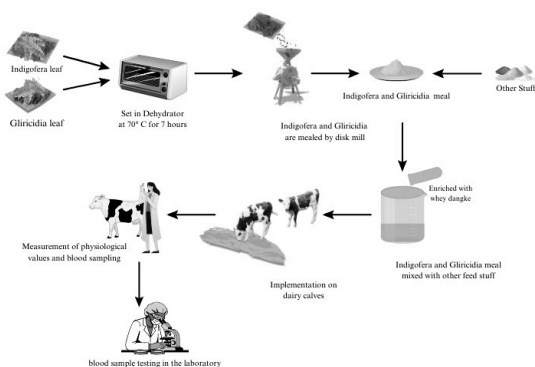 Indigofera leaf
Gliricidia leaf
Set in Dehydrator
at 70° C for 7 hours
Indigofera and Gliricidia
are mealed by disk mill
Indigofera and Gliricidia meal
Other Stuff
Enriched with
whey dangke
Indigofera and Gliricidia meal
mixed with other feed stuff
Implementation on
dairy calves
Measurement of physiological
values and blood sampling
blood sample testing in the laboratory